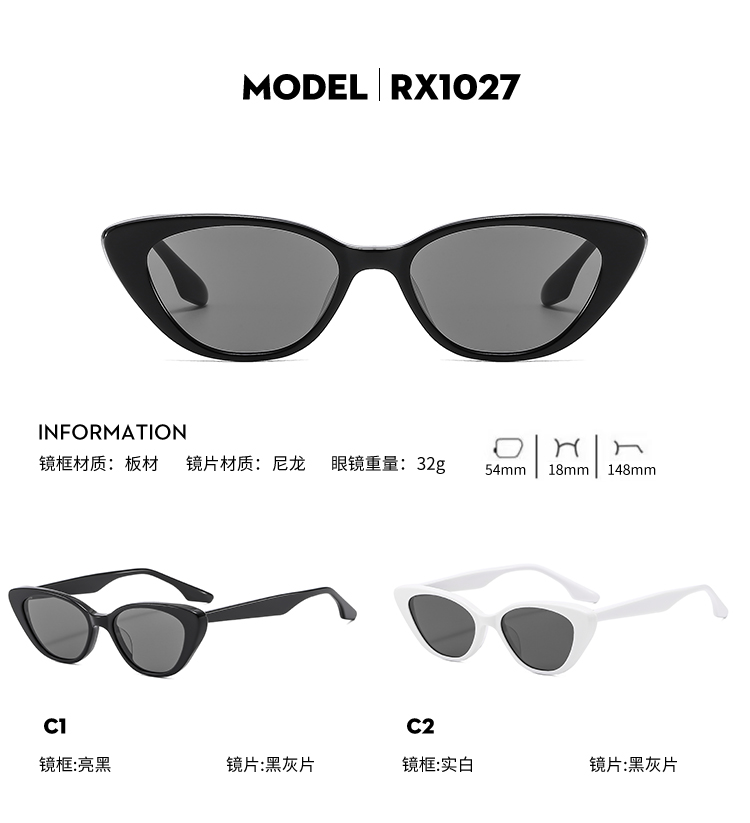 MODEL | RX1027
INFORMATION
镜框材质：板材 镜片材质：尼龙 眼镜重量：32g
54mm 18mm 148mm
C1 C2
镜框:亮黑 镜片:黑灰片 镜框:实白 镜片:黑灰片